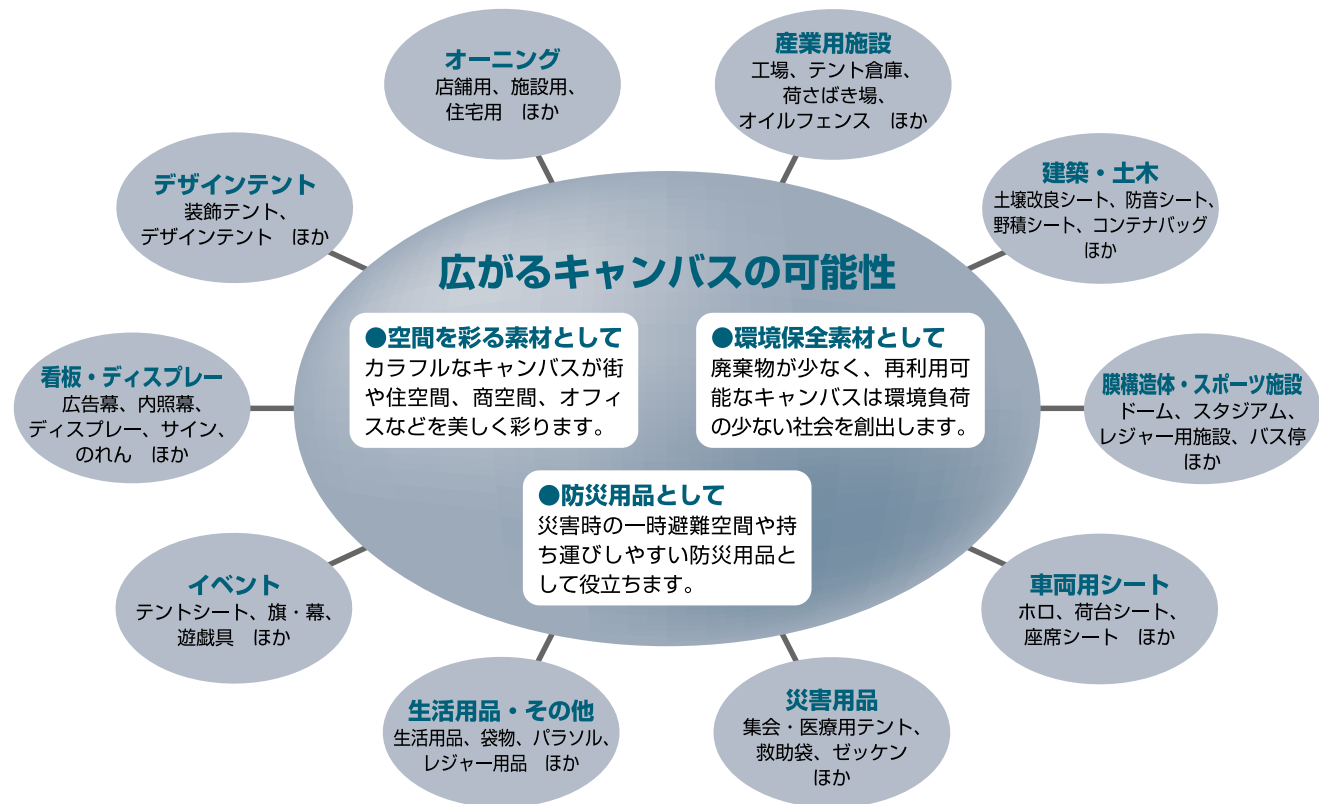 広がるキャンバスの可能性
●空間を彩る素材として
カラフルなキャンバスが街
や住空間、商空間、オフィ
スなどを美しく彩ります。
●環境保全素材として
廃棄物が少なく、再利用可
能なキャンバスは環境負荷
の少ない社会を創出します。
●防災用品として
災害時の一時避難空間や持
ち運びしやすい防災用品と
して役立ちます。
オーニング
店舗用、施設用、
住宅用　ほか
産業用施設
工場、テント倉庫、
荷さばき場、
オイルフェンス　ほか
建築・土木
土壌改良シート、防音シート、
野積シート、コンテナバッグ
ほか
膜構造体・スポーツ施設
ドーム、スタジアム、
レジャー用施設、バス停
ほか
車両用シート
ホロ、荷台シート、
座席シート　ほか
災害用品
集会・医療用テント、
救助袋、ゼッケン
ほか
生活用品・その他
生活用品、袋物、パラソル、
レジャー用品　ほか
イベント
テントシート、旗・幕、
遊戯具　ほか
看板・ディスプレー
広告幕、内照幕、
ディスプレー、サイン、
のれん　ほか
デザインテント
装飾テント、
デザインテント　ほか